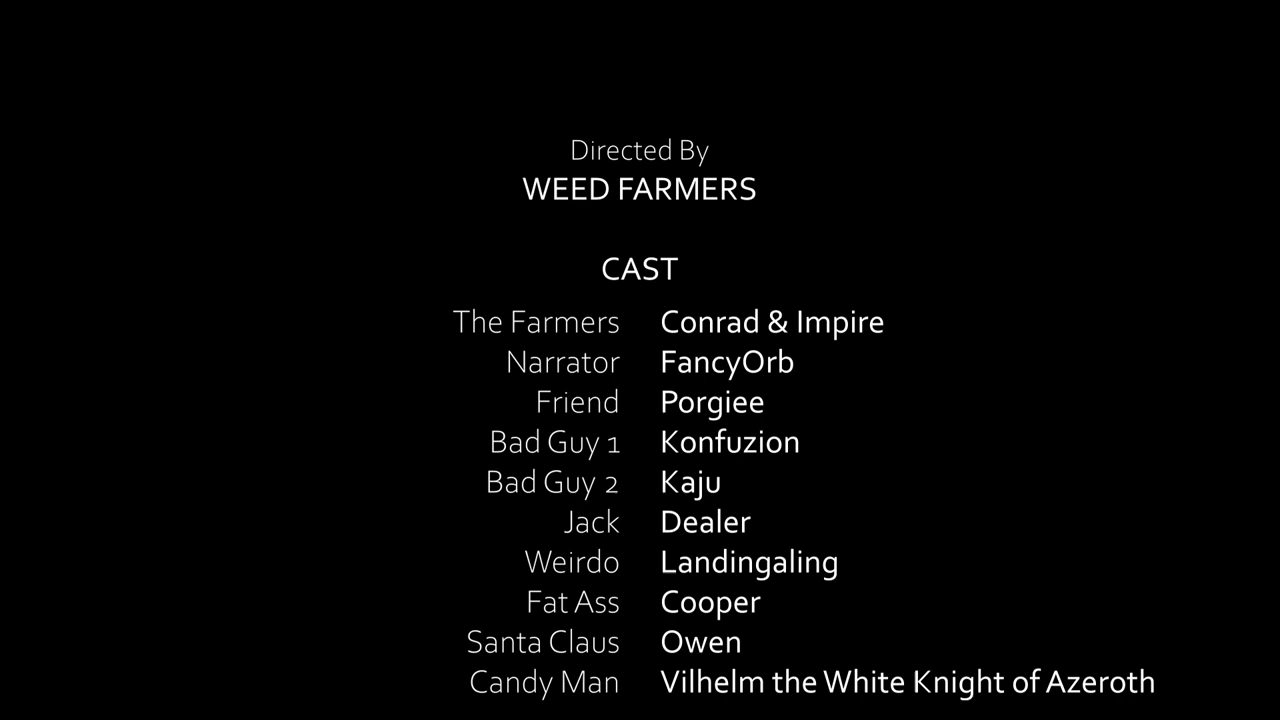 Directed By
WEED FARMERS
CAST
The Farmers Conrad & Impire
Narrator FancyOrb
Friend Porgiee
Bad Guy 1 Konfuzion
Bad Guy 2 Kaju
Jack Dealer
Weirdo Landingaling
Fat Ass Cooper
Santa Claus Owen
Candy Man Vilhelm the White Knight of Azeroth